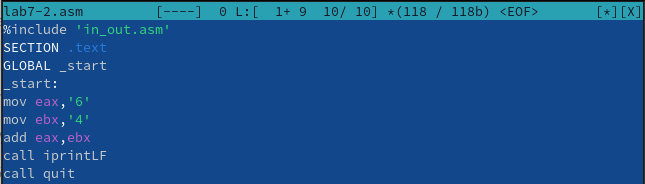 lab7-2.asm [----] 0 L:[ 1+ 9 10/ 10] *(118 / 118b) <EOF> [*][X]
%include 'in_out.asm'
SECTION .text
GLOBAL _start
_start:
mov eax,'6'
mov ebx,'4'
add eax,ebx
call iprintLF
call quit